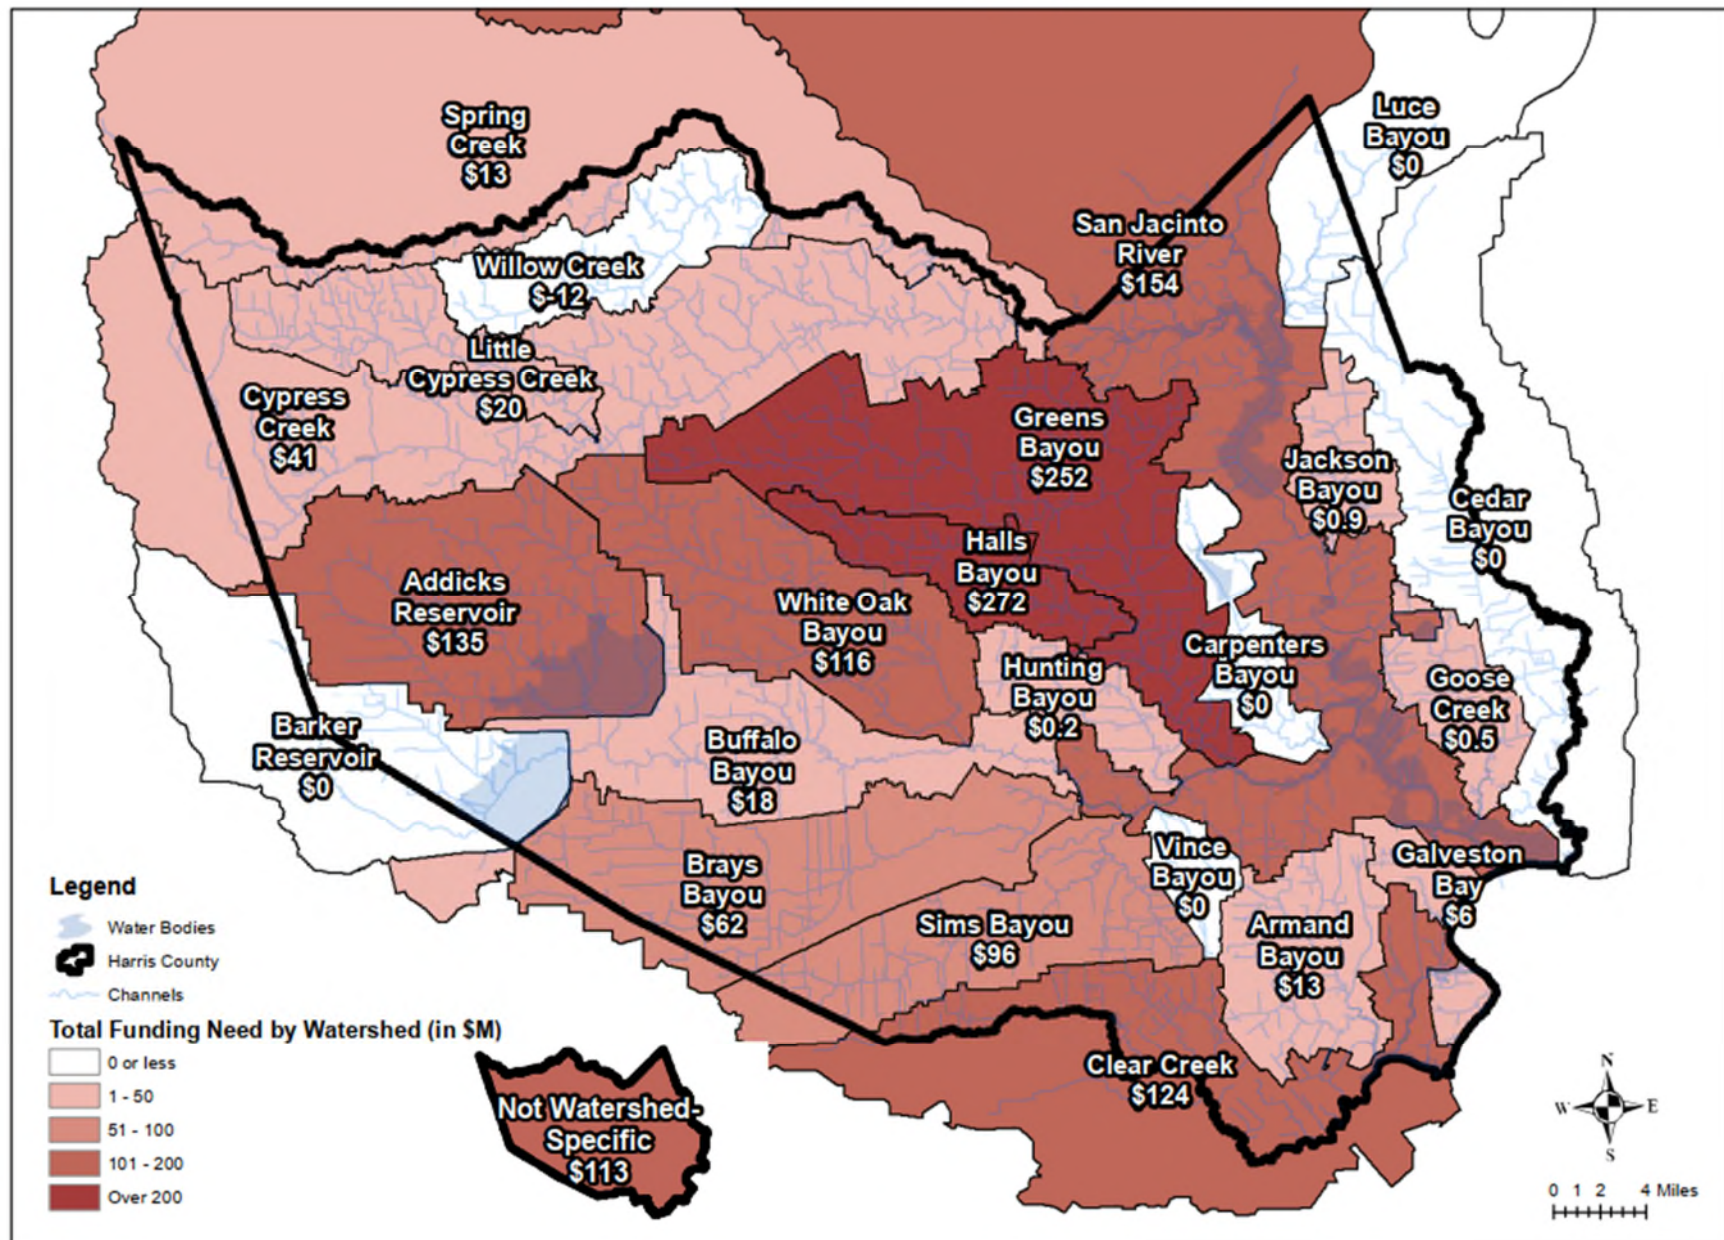 Spring
Creek
$13
Luce
Bayou
$0
San Jacinto
River
$154
Willow Creek
$-12
Little
Cypress Creek
$20
Cypress
Creek
$41
Greens
Bayou
$252
Jackson
Bayou
$0.9
Cedar
Bayou
$0
Halls
Bayou
$272
Addicks
Reservoir
$135
White Oak
Bayou
$116
Carpenters
Bayou
$0
Hunting
Bayou
$0.2
Goose
Creek
$0.5
Barker
Reservoir
$0
Buffalo
Bayou
$18
Brays
Bayou
$62
Vince
Bayou
$0
Galveston
Bay
$6
Sims Bayou
$96
Armand
Bayou
$13
Clear Creek
$124
Not Watershed-
Specific
$113
Legend
Water Bodies
Harris County
Channels
Total Funding Need by Watershed (in $M)
0 or less
1 - 50
51 - 100
101 - 200
Over 200
N
W E
S
0 1 2 4 Miles